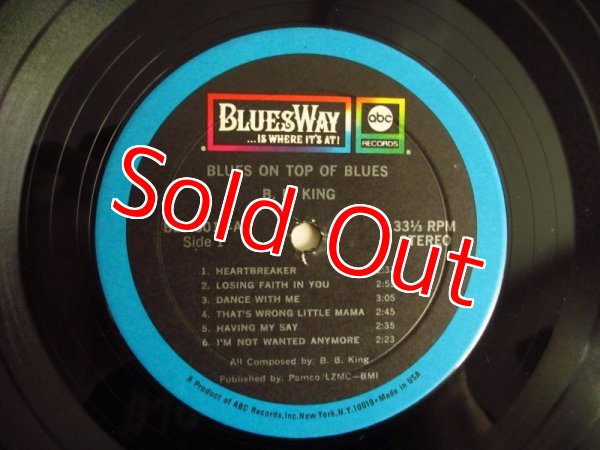 BLUESWAY
...IS WHERE IT'S AT!
abc
RECORDS
BLUES ON TOP OF BLUES
B. B. KING
Side 1
33⅓ RPM
STEREO
Sold Out
1. HEARTBREAKER
2. LOSING FAITH IN YOU
3. DANCE WITH ME 3:05
4. THAT'S WRONG LITTLE MAMA 2:45
5. HAVING MY SAY 2:35
6. I'M NOT WANTED ANYMORE 2:23
All Composed by: B. B. King
Published by: Pamco/LZMC–BMI
A Product of ABC Records, Inc. New York, N.Y. 10019 • Made in USA